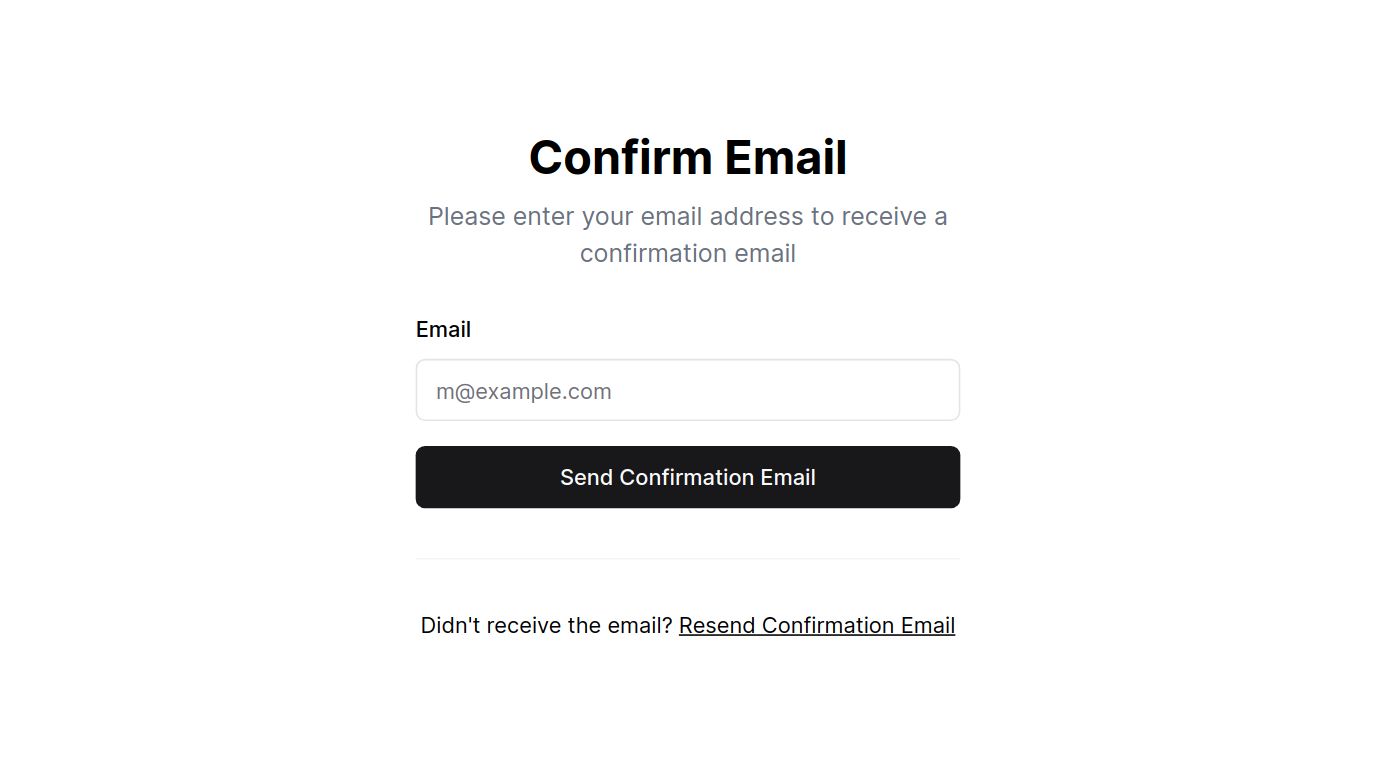 Confirm Email
Please enter your email address to receive a
confirmation email
Email
m@example.com
Send Confirmation Email
Didn't receive the email? Resend Confirmation Email